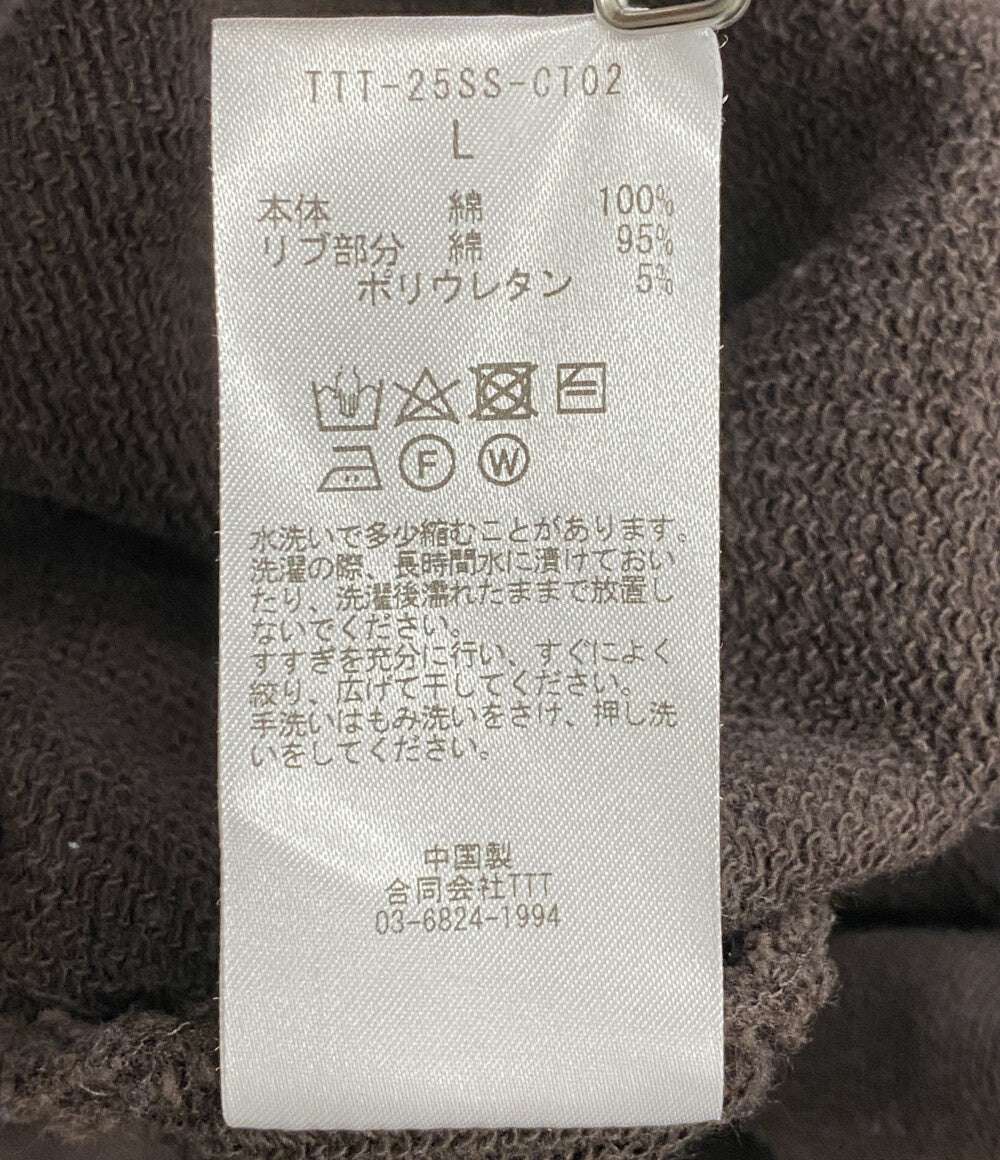 TTT-25SS-CT02
L
本体 綿 100%
リブ部分 綿 95%
ポリウレタン 5%
F W
水洗いで多少縮むことがあります。
洗濯の際、長時間水に漬けておい
たり、洗濯後濡れたままで放置し
ないでください。
すすぎを充分に行い、すぐによく
絞り、広げて干してください。
手洗いはもみ洗いをさけ、押し洗
いをしてください。
中国製
合同会社TTT
03-6824-1994